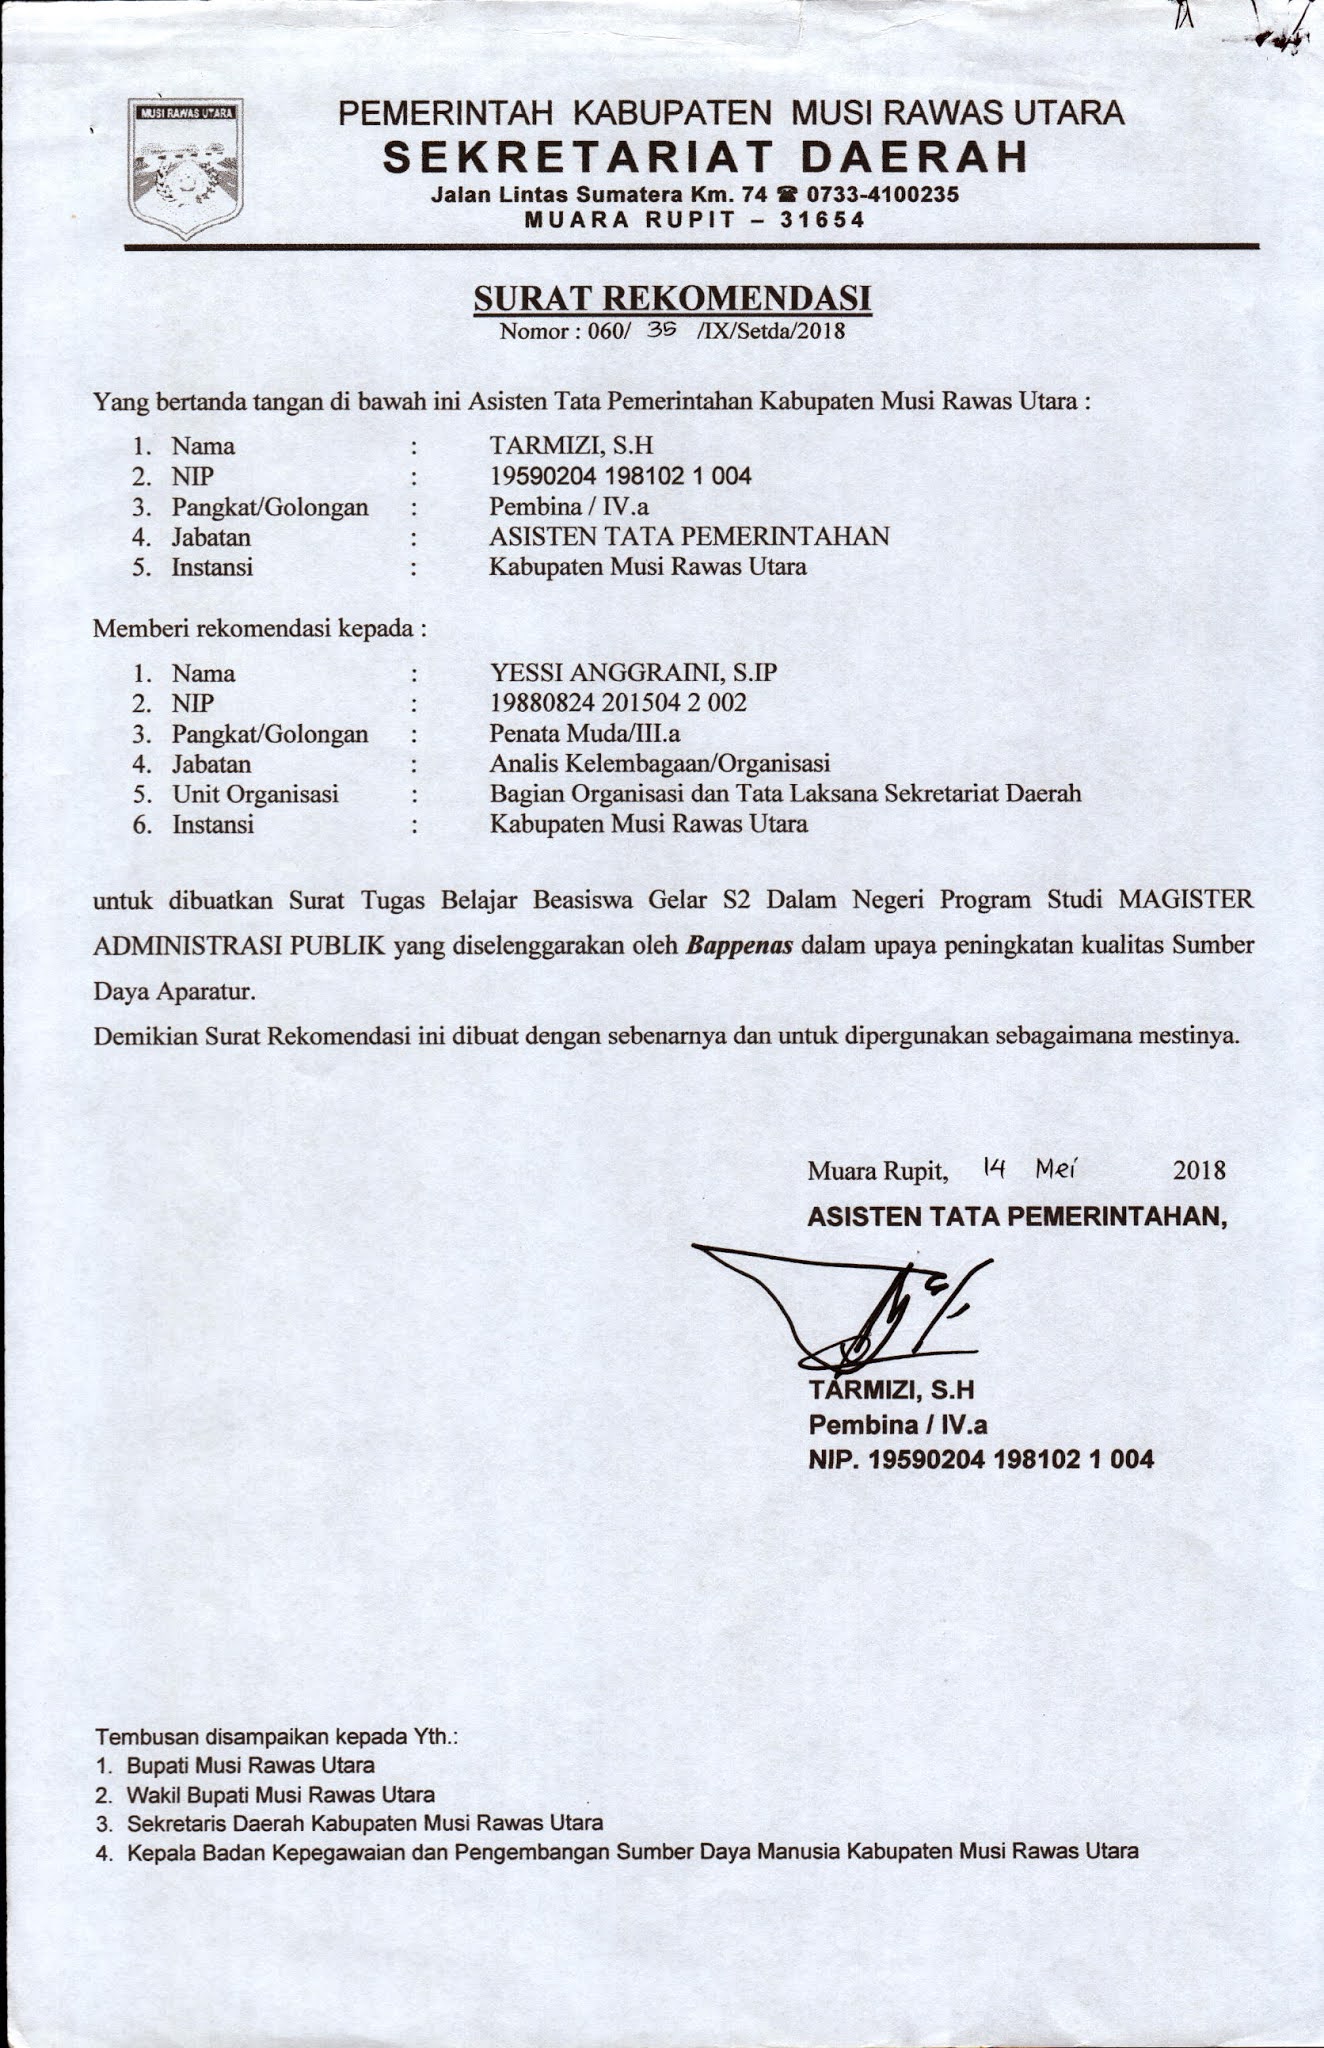 MUSI RAWAS UTARA
PEMERINTAH KABUPATEN MUSI RAWAS UTARA
SEKRETARIAT DAERAH
Jalan Lintas Sumatera Km. 74 ☎ 0733-4100235
MUARA RUPIT – 31654
SURAT REKOMENDASI
Nomor : 060/ 35 /IX/Setda/2018
Yang bertanda tangan di bawah ini Asisten Tata Pemerintahan Kabupaten Musi Rawas Utara :
1. Nama : TARMIZI, S.H
2. NIP : 19590204 198102 1 004
3. Pangkat/Golongan : Pembina / IV.a
4. Jabatan : ASISTEN TATA PEMERINTAHAN
5. Instansi : Kabupaten Musi Rawas Utara
Memberi rekomendasi kepada :
1. Nama : YESSI ANGGRAINI, S.IP
2. NIP : 19880824 201504 2 002
3. Pangkat/Golongan : Penata Muda/III.a
4. Jabatan : Analis Kelembagaan/Organisasi
5. Unit Organisasi : Bagian Organisasi dan Tata Laksana Sekretariat Daerah
6. Instansi : Kabupaten Musi Rawas Utara
untuk dibuatkan Surat Tugas Belajar Beasiswa Gelar S2 Dalam Negeri Program Studi MAGISTER
ADMINISTRASI PUBLIK yang diselenggarakan oleh Bappenas dalam upaya peningkatan kualitas Sumber
Daya Aparatur.
Demikian Surat Rekomendasi ini dibuat dengan sebenarnya dan untuk dipergunakan sebagaimana mestinya.
Muara Rupit, 14 Mei 2018
ASISTEN TATA PEMERINTAHAN,
TARMIZI, S.H
Pembina / IV.a
NIP. 19590204 198102 1 004
Tembusan disampaikan kepada Yth.:
1. Bupati Musi Rawas Utara
2. Wakil Bupati Musi Rawas Utara
3. Sekretaris Daerah Kabupaten Musi Rawas Utara
4. Kepala Badan Kepegawaian dan Pengembangan Sumber Daya Manusia Kabupaten Musi Rawas Utara